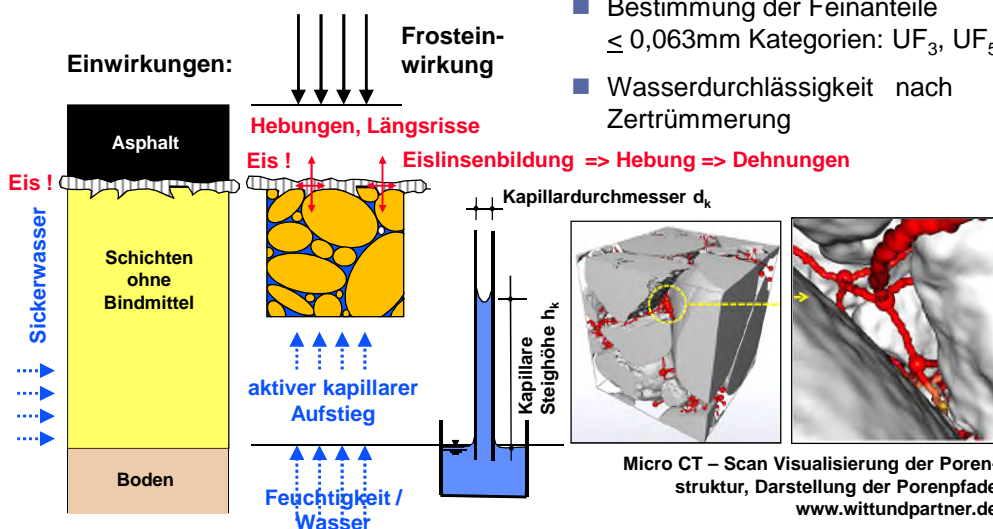 Einwirkungen:
Frostein-
wirkung
Bestimmung der Feinanteile
≤ 0,063mm Kategorien: UF₃, UF₅
Wasserdurchlässigkeit nach
Zertrümmerung
Asphalt
Hebungen, Längsrisse
Eis !
Eis !
Eislinsenbildung => Hebung => Dehnungen
Kapillardurchmesser dₖ
Sickerwasser
Schichten
ohne
Bindmittel
Kapillare
Steighöhe hₖ
aktiver kapillarer
Aufstieg
Boden
Feuchtigkeit /
Wasser
Micro CT – Scan Visualisierung der Poren-
struktur, Darstellung der Porenpfade
www.wittundpartner.de